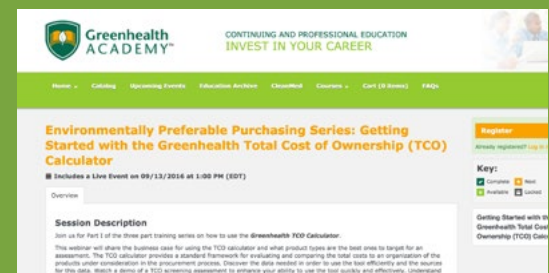 Greenhealth
ACADEMY™
CONTINUING AND PROFESSIONAL EDUCATION
INVEST IN YOUR CAREER
Home Catalog Upcoming Events Education Archive CleanMed Courses Cart (0 items) FAQs
Environmentally Preferable Purchasing Series: Getting
Started with the Greenhealth Total Cost of Ownership (TCO)
Calculator
Includes a Live Event on 09/13/2016 at 1:00 PM (EDT)
Overview
Session Description
Join us for Part I of the three part training series on how to use the Greenhealth TCO Calculator.
This webinar will share the business case for using the TCO calculator and what product types are the best ones to target for an
assessment. The TCO calculator provides a standard framework for evaluating and comparing the total costs to an organization of the
products under consideration in the procurement process. Discover the data needed in order to use the tool efficiently and the sources
for this data. Watch a demo of a TCO screening assessment to enhance your ability to use the tool quickly and effectively. Understand
Register
Already registered? Log in
Key:
Complete Next
Available Locked
Getting Started with the
Greenhealth Total Cost
Ownership (TCO) Calc